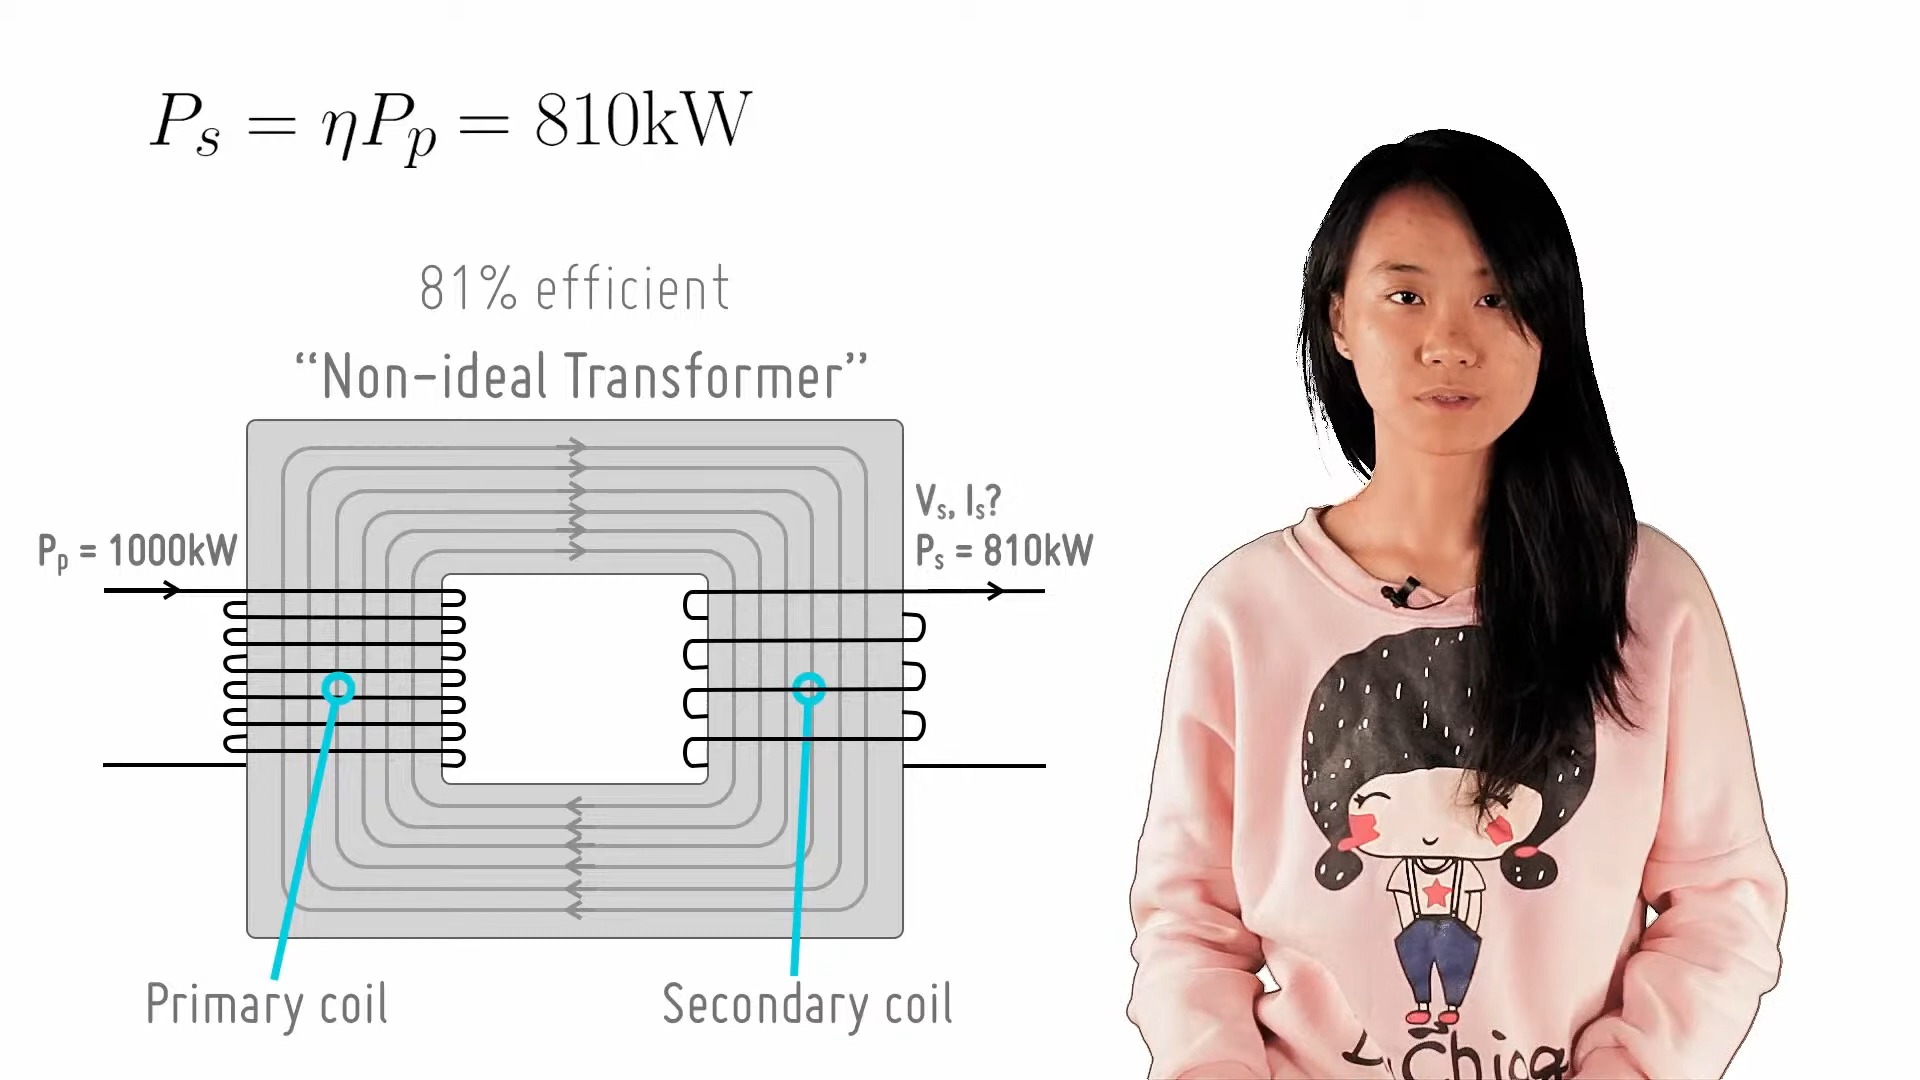 Pₛ = ηPₚ = 810kW
81% efficient
“Non-ideal Transformer”
Vₛ, Iₛ?
Pₚ = 1000kW
Pₛ = 810kW
Primary coil
Secondary coil